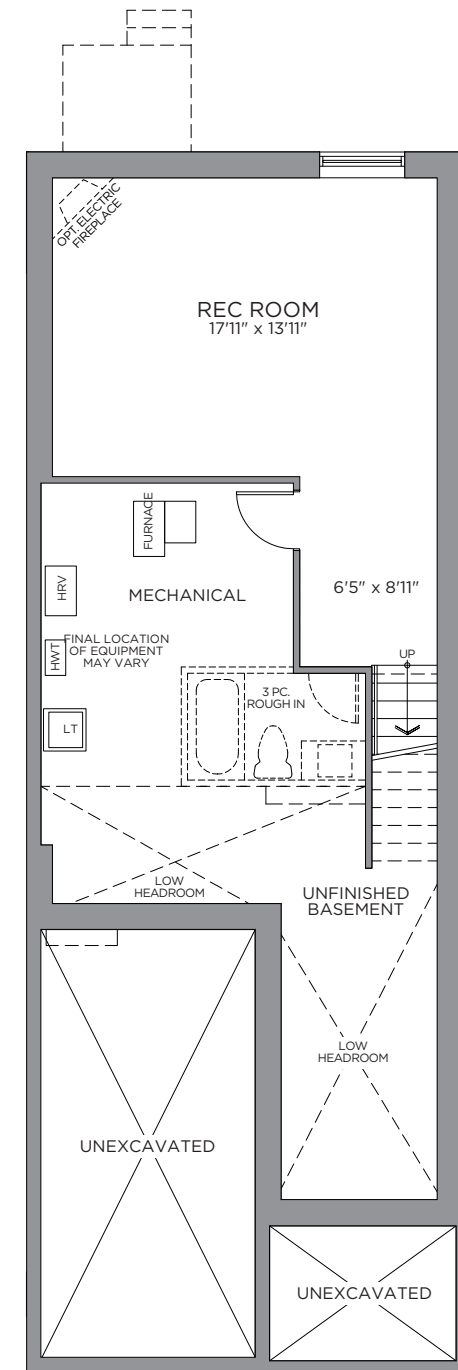 OPT. ELECTRIC
FIREPLACE
REC ROOM
17'11" x 13'11"
FURNACE
HRV
MECHANICAL
6'5" x 8'11"
HWT
FINAL LOCATION
OF EQUIPMENT
MAY VARY
UP
3 PC.
ROUGH IN
LT
LOW
HEADROOM
UNFINISHED
BASEMENT
LOW
HEADROOM
UNEXCAVATED
UNEXCAVATED